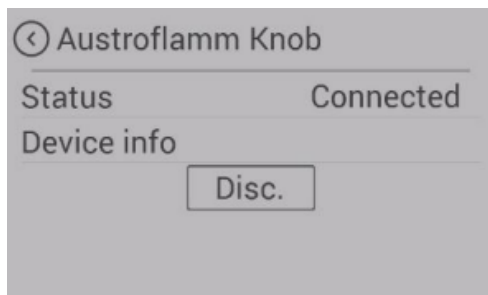 Austroflamm Knob
Status Connected
Device info
Disc.